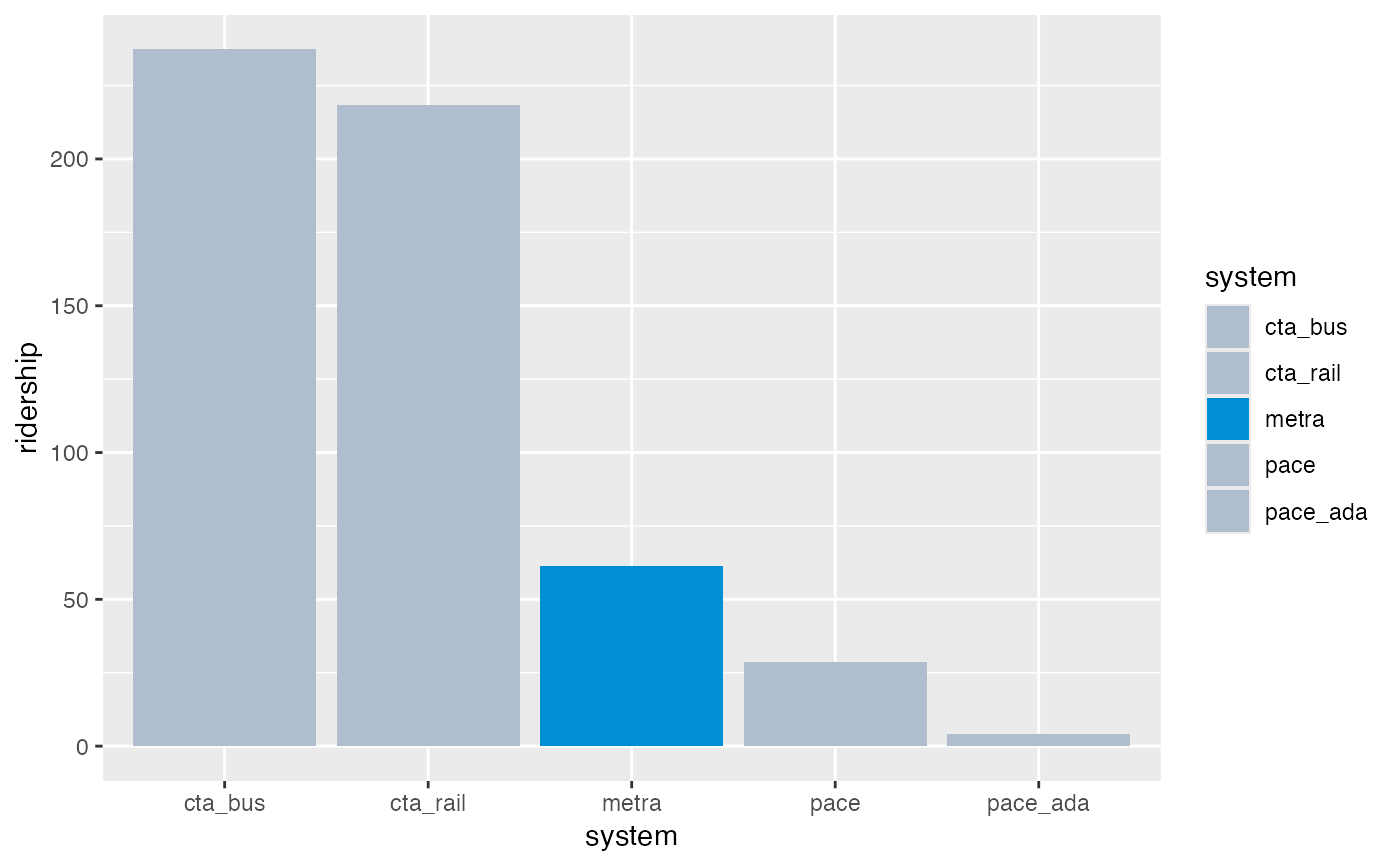 ridership
200
150
100
50
0
cta_bus
cta_rail
metra
pace
pace_ada
system
system
cta_bus
cta_rail
metra
pace
pace_ada